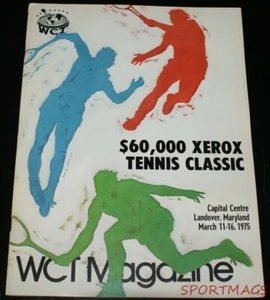 WCT
$60,000 XEROX
TENNIS CLASSIC
Capital Centre
Landover, Maryland
March 11-16, 1975
WCT Magazine
SPORTMAGS